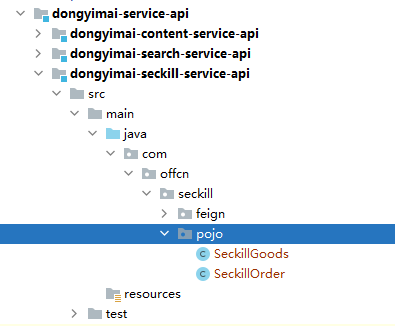 dongyimai-service-api
dongyimai-content-service-api
dongyimai-search-service-api
dongyimai-seckill-service-api
src
main
java
com
offcn
seckill
feign
pojo
SeckillGoods
SeckillOrder
resources
test